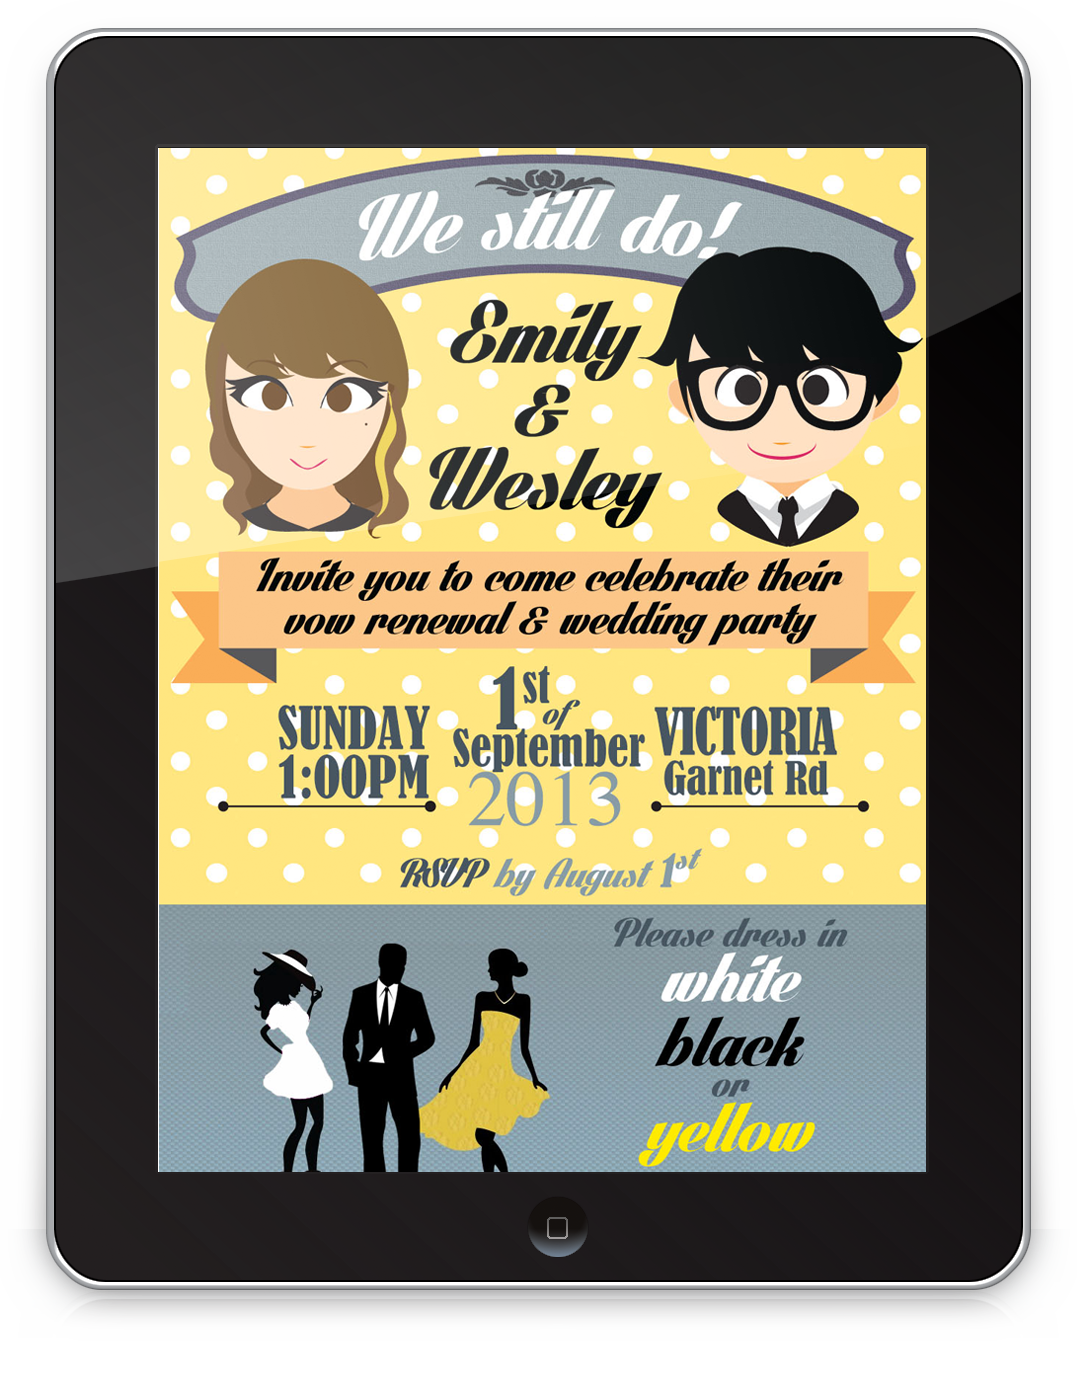 We still do!
Emily
&
Wesley
Invite you to come celebrate their
vow renewal & wedding party
SUNDAY
1:00PM
1st
of
September
2013
VICTORIA
Garnet Rd
RSVP by August 1st
Please dress in
white
black
or
yellow